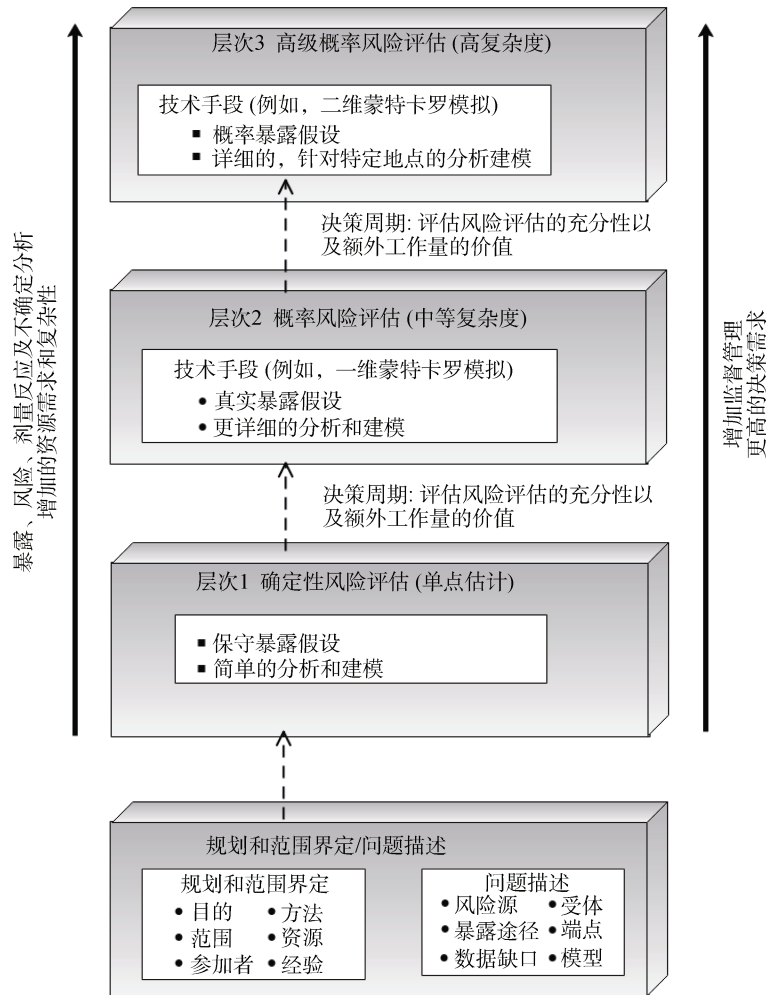 层次3 高级概率风险评估 (高复杂度)
技术手段 (例如，二维蒙特卡罗模拟)
▪ 概率暴露假设
▪ 详细的，针对特定地点的分析建模
决策周期: 评估风险评估的充分性以
及额外工作量的价值
层次2 概率风险评估 (中等复杂度)
技术手段 (例如，一维蒙特卡罗模拟)
• 真实暴露假设
• 更详细的分析和建模
决策周期: 评估风险评估的充分性以
及额外工作量的价值
层次1 确定性风险评估 (单点估计)
▪ 保守暴露假设
▪ 简单的分析和建模
规划和范围界定/问题描述
规划和范围界定
• 目的 • 方法
• 范围 • 资源
• 参加者 • 经验
问题描述
• 风险源 • 受体
• 暴露途径 • 端点
• 数据缺口 • 模型
暴露、风险、剂量反应及不确定分析
增加的资源需求和复杂性
增加监督管理
更高的决策需求